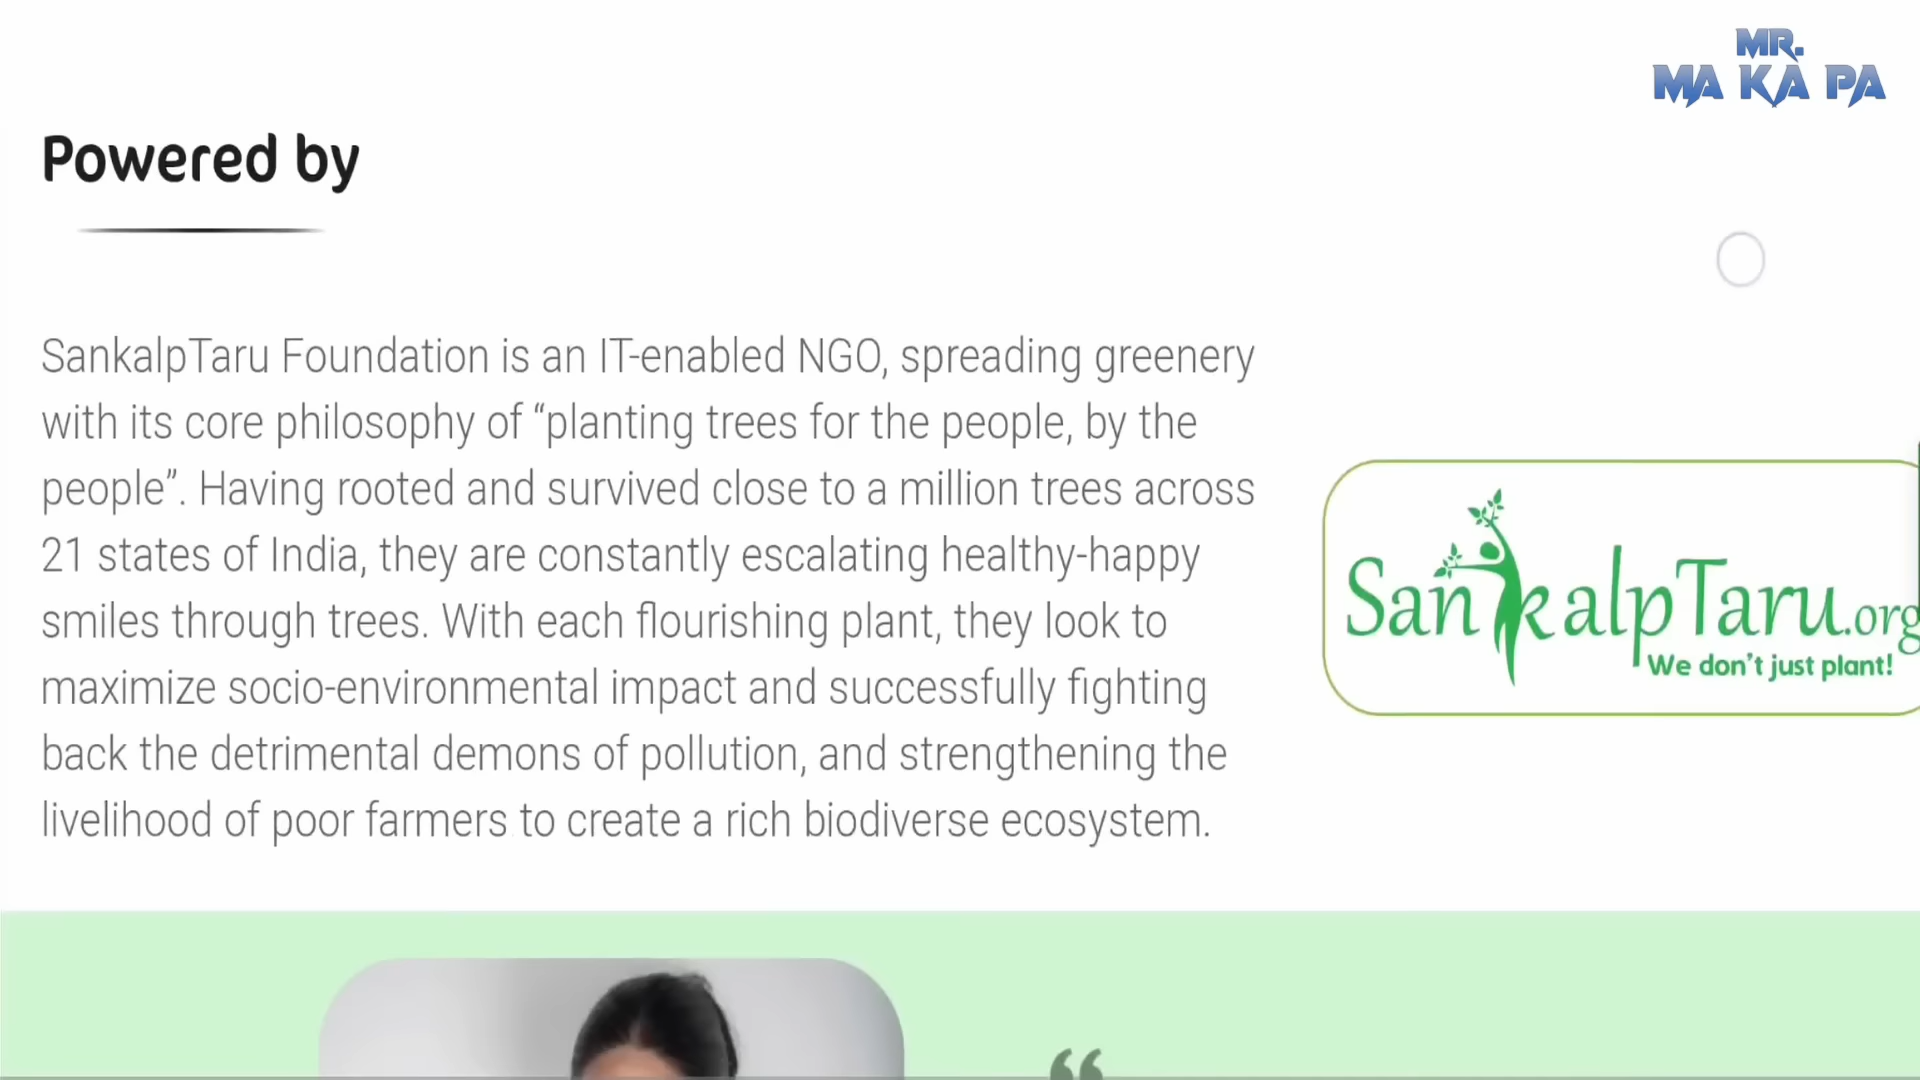 MR.
MA KA PA
Powered by
SankalpTaru Foundation is an IT-enabled NGO, spreading greenery
with its core philosophy of “planting trees for the people, by the
people”. Having rooted and survived close to a million trees across
21 states of India, they are constantly escalating healthy-happy
smiles through trees. With each flourishing plant, they look to
maximize socio-environmental impact and successfully fighting
back the detrimental demons of pollution, and strengthening the
livelihood of poor farmers to create a rich biodiverse ecosystem.
SankalpTaru.org
We don't just plant!
“